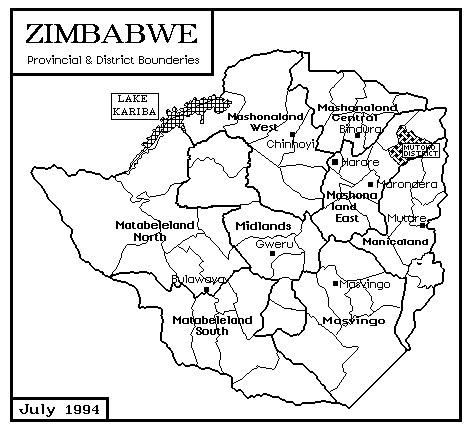 ZIMBABWE
Provincial & District Bounderies
LAKE
KARIBA
Mashonaland
West
Chinhoyi
Mashonaland
Central
Bindura
MUTOKO
DISTRICT
Harare
Marondera
Mashona
land
East
Mutare
Manicaland
Matabeleland
North
Midlands
Gweru
Bulawayo
Masvingo
Matabeleland
South
Masvingo
July 1994